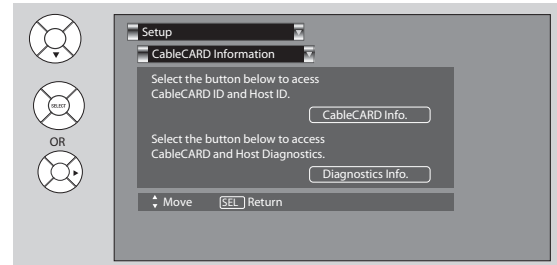 SELECT
OR
Setup
CableCARD Information
Select the button below to acess
CableCARD ID and Host ID.
CableCARD Info.
Select the button below to access
CableCARD and Host Diagnostics.
Diagnostics Info.
Move SEL Return